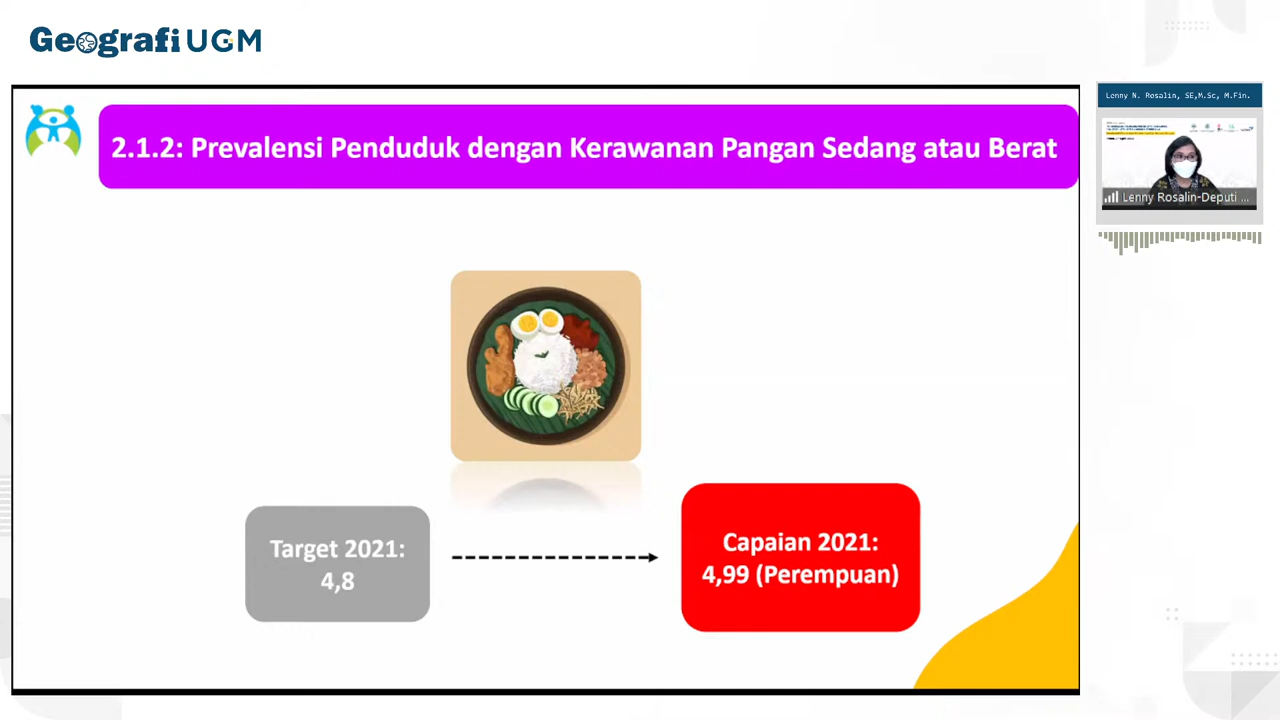 Geografi UGM
2.1.2: Prevalensi Penduduk dengan Kerawanan Pangan Sedang atau Berat
Target 2021:
4,8
Capaian 2021:
4,99 (Perempuan)
Lenny N. Rosalin, SE,M.Sc, M.Fin.
Lenny Rosalin-Deputi ...